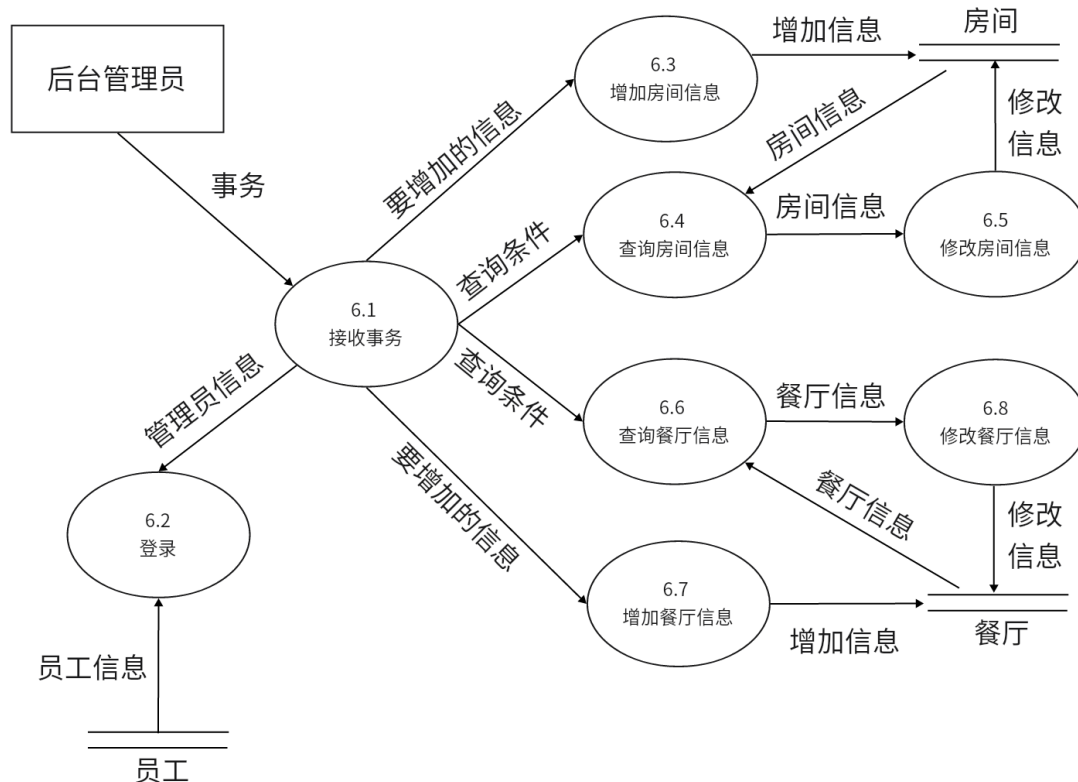 房间
增加信息
6.3
增加房间信息
后台管理员
修改
信息
房间信息
要增加的信息
事务
6.4
查询房间信息
房间信息
6.5
修改房间信息
查询条件
6.1
接收事务
查询条件
管理员信息
6.6
查询餐厅信息
餐厅信息
6.8
修改餐厅信息
要增加的信息
餐厅信息
修改
信息
6.2
登录
6.7
增加餐厅信息
增加信息
餐厅
员工信息
员工